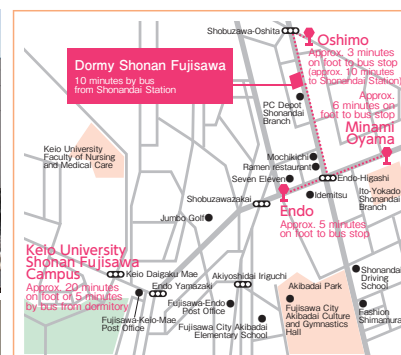 Shobuzawa-Oshita
Oshimo
Approx. 3 minutes
on foot to bus stop
(approx. 10 minutes
to Shonandai Station)
Dormy Shonan Fujisawa
10 minutes by bus
from Shonandai Station
PC Depot
Shonandai
Branch
Approx.
6 minutes on
foot to bus stop
Minami
Oyama
Keio University
Faculty of Nursing
and Medical Care
Mochikichi
Ramen restaurant
Seven Eleven
Endo-Higashi
Idemitsu
Ito-Yokado
Shonandai
Branch
Shobuzawazakai
Jumbo Golf
Endo
Approx. 5 minutes
on foot to bus stop
Keio University
Shonan Fujisawa
Campus
Approx. 20 minutes
on foot or 5 minutes
by bus from dormitory
Keio Daigaku Mae
Endo Yamazaki
Akiyoshidai Iriguchi
Fujisawa-Keio-Mae
Post Office
Fujisawa-Endo
Post Office
Fujisawa City Akibadai
Elementary School
Akibadai Park
Fujisawa City
Akibadai Culture
and Gymnastics
Hall
Shonandai
Driving
School
Fashion
Shimamura